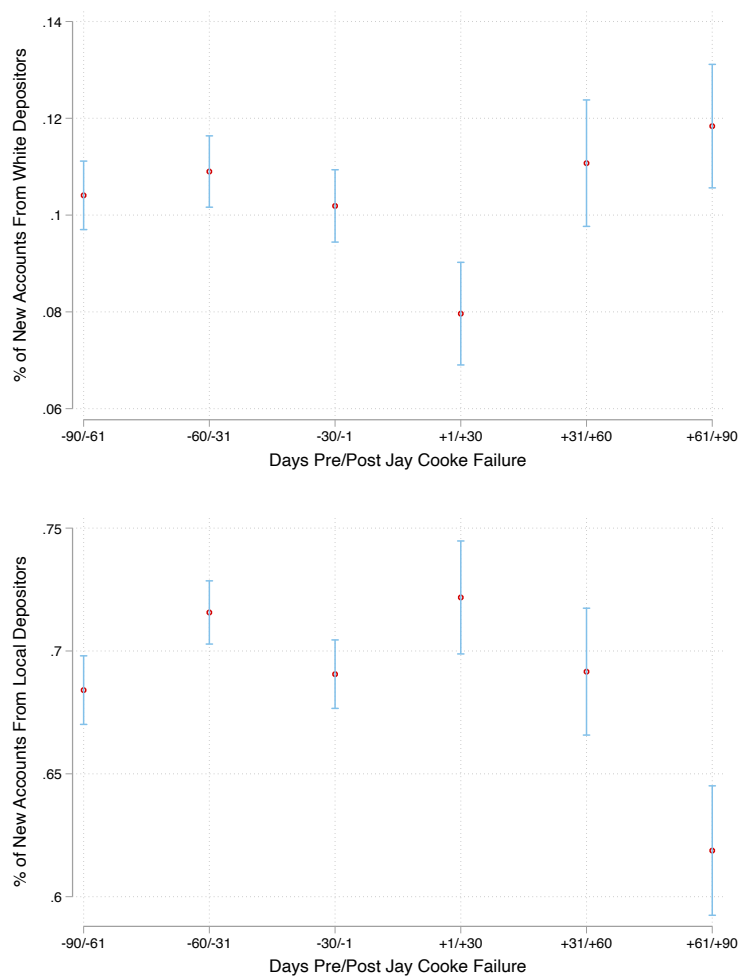 % of New Accounts From White Depositors
.14
.12
.1
.08
.06
-90/-61 -60/-31 -30/-1 +1/+30 +31/+60 +61/+90
Days Pre/Post Jay Cooke Failure
% of New Accounts From Local Depositors
.75
.7
.65
.6
-90/-61 -60/-31 -30/-1 +1/+30 +31/+60 +61/+90
Days Pre/Post Jay Cooke Failure